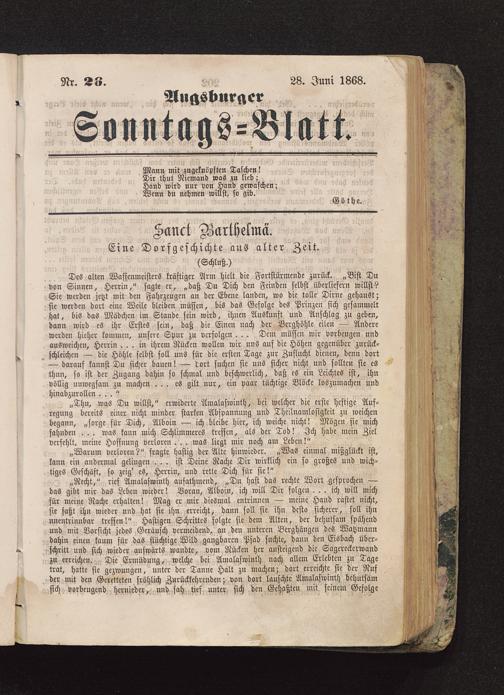 Nr. 26.
28. Juni 1868.
Augsburger
Sonntags=Blatt.
Mann mit zugeknöpften Taschen!
Dir thut Niemand was zu lieb;
Hand wird nur von Hand gewaschen;
Wenn du nehmen willst, so gib.
Göthe.
Sanct Barthelmä.
Eine Dorfgeschichte aus alter Zeit.
(Schluß.)
Des alten Waffenmeisters kräftiger Arm hielt die Fortstürmende zurück. „Bist Du
von Sinnen, Herrin,“ sagte er, „daß Du Dich den Feinden selbst überliefern willst?
Sie werden jetzt mit den Fahrzeugen an der Ebene landen, wo die tolle Dirne gehaust;
sie werden dort eine Weile bleiben müssen, bis das Gefolge des Prinzen sich gesammelt
hat, bis das Mädchen im Stande sein wird, ihnen Auskunft und Anschlag zu geben,
dann wird es ihr Erstes sein, daß die Einen nach der Berghöhle eilen — Andere
werden hieher kommen, unsere Spur zu verfolgen... Dem müssen wir vorbeugen und
ausweichen, Herrin... in ihrem Rücken wollen wir uns auf die Höhen gegenüber zurück-
schleichen — die Höhle selbst soll uns für die ersten Tage zur Zuflucht dienen, denn dort
— darauf kannst Du sicher bauen! — dort suchen sie uns sicher nicht und sollten sie es
thun, so ist der Zugang dahin so schmal und beschwerlich, daß es ein Leichtes ist, ihn
völlig unwegsam zu machen... es gilt nur, ein paar tüchtige Blöcke loszumachen und
hinabzurollen...“
„Thu, was Du willst,“ erwiderte Amalaswinth, bei welcher die erste heftige Auf-
regung bereits einer nicht minder starken Abspannung und Theilnamlosigkeit zu weichen
begann, „sorge für Dich, Alboin — ich bleibe hier, ich weiche nicht! Mögen sie mich
fahnden... was kann mich Schlimmeres treffen, als der Tod! Ich habe mein Ziel
verfehlt, meine Hoffnung verloren... was liegt mir noch am Leben!“
„Warum verloren?“ fragte hastig der Alte hinwieder. „Was einmal mißglückt ist,
kann ein andermal gelingen... ist Deine Rache Dir wirklich ein so großes und wich-
tiges Geschäft, so zeig' es, Herrin, und rette Dich für sie!“
„Recht,“ rief Amalaswinth aufathmend, „Du hast das rechte Wort gesprochen —
das gibt mir das Leben wieder! Voran, Alboin, ich will Dir folgen... ich will mich
für meine Rache erhalten! Mag er mir diesmal entrinnen — meine Hand rastet nicht,
sie faßt ihn wieder und hat sie ihn erreicht, dann soll sie ihn desto sicherer, soll ihn
unentrinnbar treffen!“ Hastigen Schrittes folgte sie dem Alten, der behutsam spähend
und mit Vorsicht jedes Geräusch vermeidend, an den unteren Berghängen des Watzmann
dahin einen kaum für das flüchtige Wild gangbaren Pfad suchte, dann den Eisbach über-
schritt und sich wieder aufwärts wandte, vom Rücken her ansteigend die Sagereckerwand
zu erreichen. Die Ermüdung, welche bei Amalaswinth nach allem Erlebten zu Tage
trat, hatte sie gezwungen, unter der Tanne Halt zu machen; dort erreichte sie der Ruf
der mit den Geretteten fröhlich Zurückkehrenden; von dort lauschte Amalaswinth behutsam
sich vorbeugend hernieder, und sah tief unter sich den Gehaßten mit seinem Gefolge